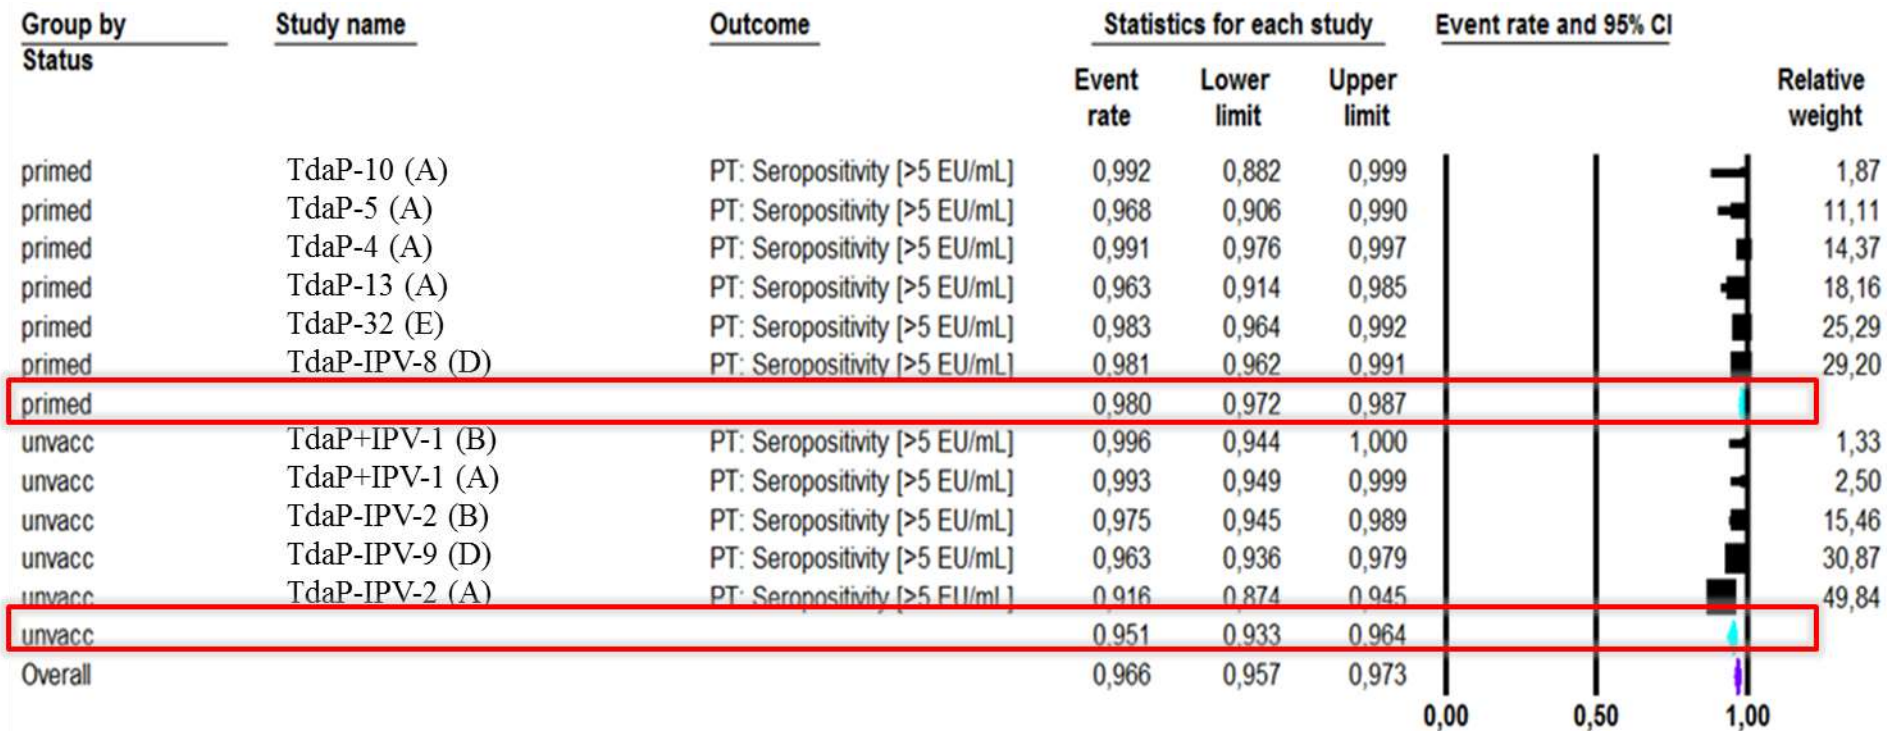 Group by Study name Outcome Statistics for each study Event rate and 95% CI
Status
Event Lower Upper Relative
rate limit limit weight
primed TdaP-10 (A) PT: Seropositivity [>5 EU/mL] 0,992 0,882 0,999 1,87
primed TdaP-5 (A) PT: Seropositivity [>5 EU/mL] 0,968 0,906 0,990 11,11
primed TdaP-4 (A) PT: Seropositivity [>5 EU/mL] 0,991 0,976 0,997 14,37
primed TdaP-13 (A) PT: Seropositivity [>5 EU/mL] 0,963 0,914 0,985 18,16
primed TdaP-32 (E) PT: Seropositivity [>5 EU/mL] 0,983 0,964 0,992 25,29
primed TdaP-IPV-8 (D) PT: Seropositivity [>5 EU/mL] 0,981 0,962 0,991 29,20
primed 0,980 0,972 0,987
unvacc TdaP+IPV-1 (B) PT: Seropositivity [>5 EU/mL] 0,996 0,944 1,000 1,33
unvacc TdaP+IPV-1 (A) PT: Seropositivity [>5 EU/mL] 0,993 0,949 0,999 2,50
unvacc TdaP-IPV-2 (B) PT: Seropositivity [>5 EU/mL] 0,975 0,945 0,989 15,46
unvacc TdaP-IPV-9 (D) PT: Seropositivity [>5 EU/mL] 0,963 0,936 0,979 30,87
unvacc TdaP-IPV-2 (A) PT: Seropositivity [>5 EU/mL] 0,916 0,874 0,945 49,84
unvacc 0,951 0,933 0,964
Overall 0,966 0,957 0,973
0,00 0,50 1,00